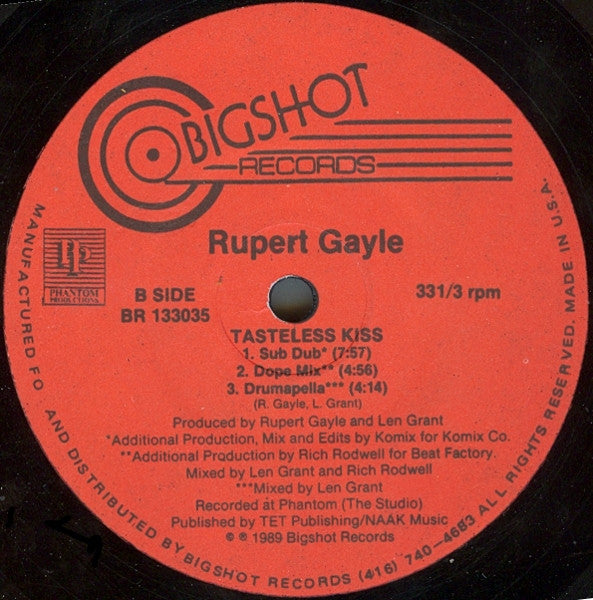 BIGSHOT
RECORDS
Rupert Gayle
PP
PHANTOM
PRODUCTIONS
B SIDE
BR 133035
331/3 rpm
TASTELESS KISS
1. Sub Dub* (7:57)
2. Dope Mix** (4:56)
3. Drumapella*** (4:14)
(R. Gayle, L. Grant)
Produced by Rupert Gayle and Len Grant
*Additional Production, Mix and Edits by Komix for Komix Co.
**Additional Production by Rich Rodwell for Beat Factory.
Mixed by Len Grant and Rich Rodwell
***Mixed by Len Grant
Recorded at Phantom (The Studio)
Published by TET Publishing/NAAK Music
© ℗ 1989 Bigshot Records
MANUFACTURED FO AND DISTRIBUTED BY BIGSHOT RECORDS (416) 740-4683 ALL RIGHTS RESERVED. MADE IN U.S.A.